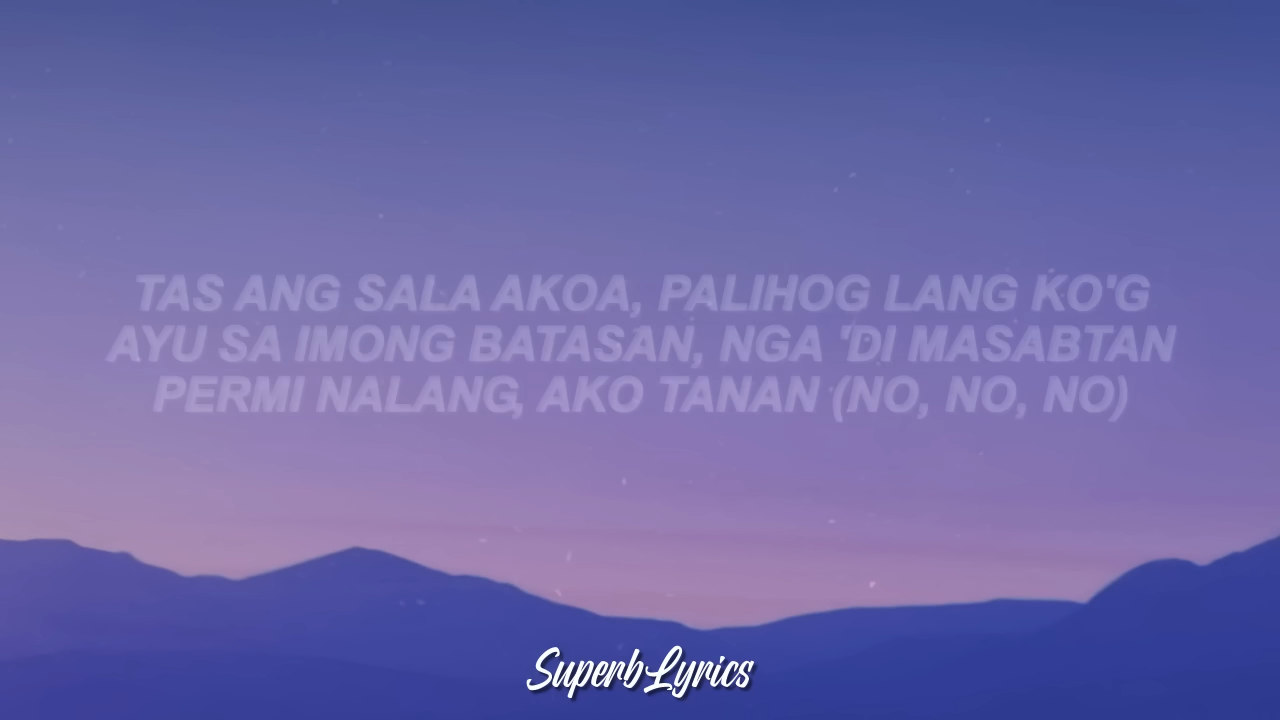 TAS ANG SALA AKOA, PALIHOG LANG KO'G
AYU SA IMONG BATASAN, NGA 'DI MASABTAN
PERMI NALANG, AKO TANAN (NO, NO, NO)
SuperbLyrics